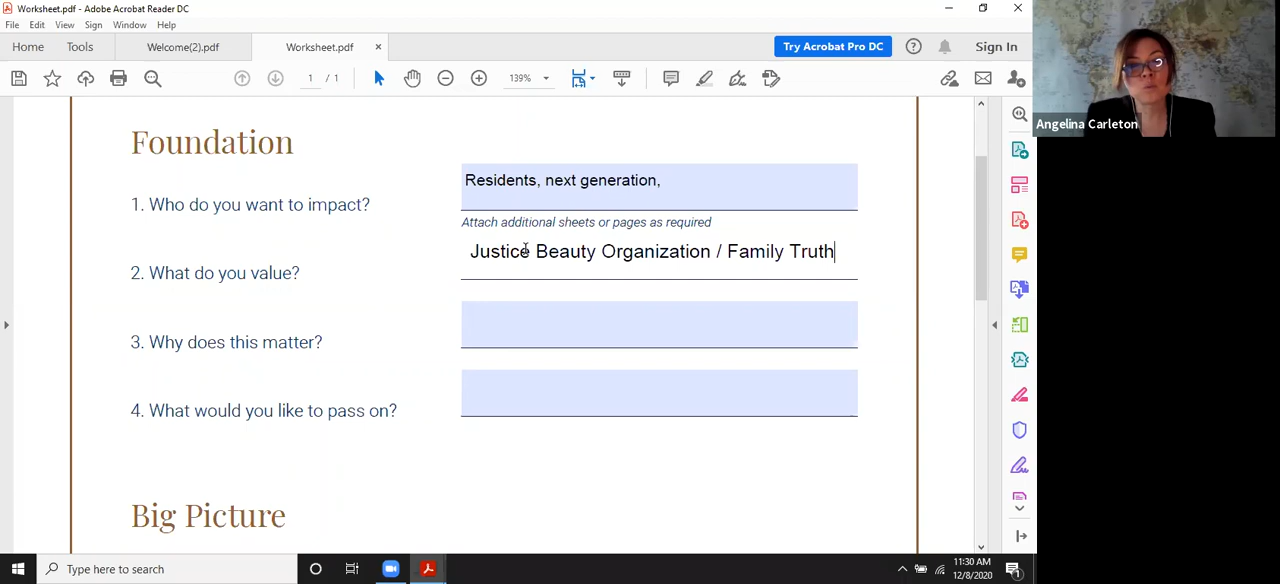 Worksheet.pdf - Adobe Acrobat Reader DC
File Edit View Sign Window Help
Home Tools Welcome(2).pdf Worksheet.pdf × Try Acrobat Pro DC ? Sign In
1 / 1 139%
Angelina Carleton
Foundation
1. Who do you want to impact? Residents, next generation,
Attach additional sheets or pages as required
2. What do you value? Justice Beauty Organization / Family Truth
3. Why does this matter?
4. What would you like to pass on?
Big Picture
Type here to search
11:30 AM
12/8/2020
1